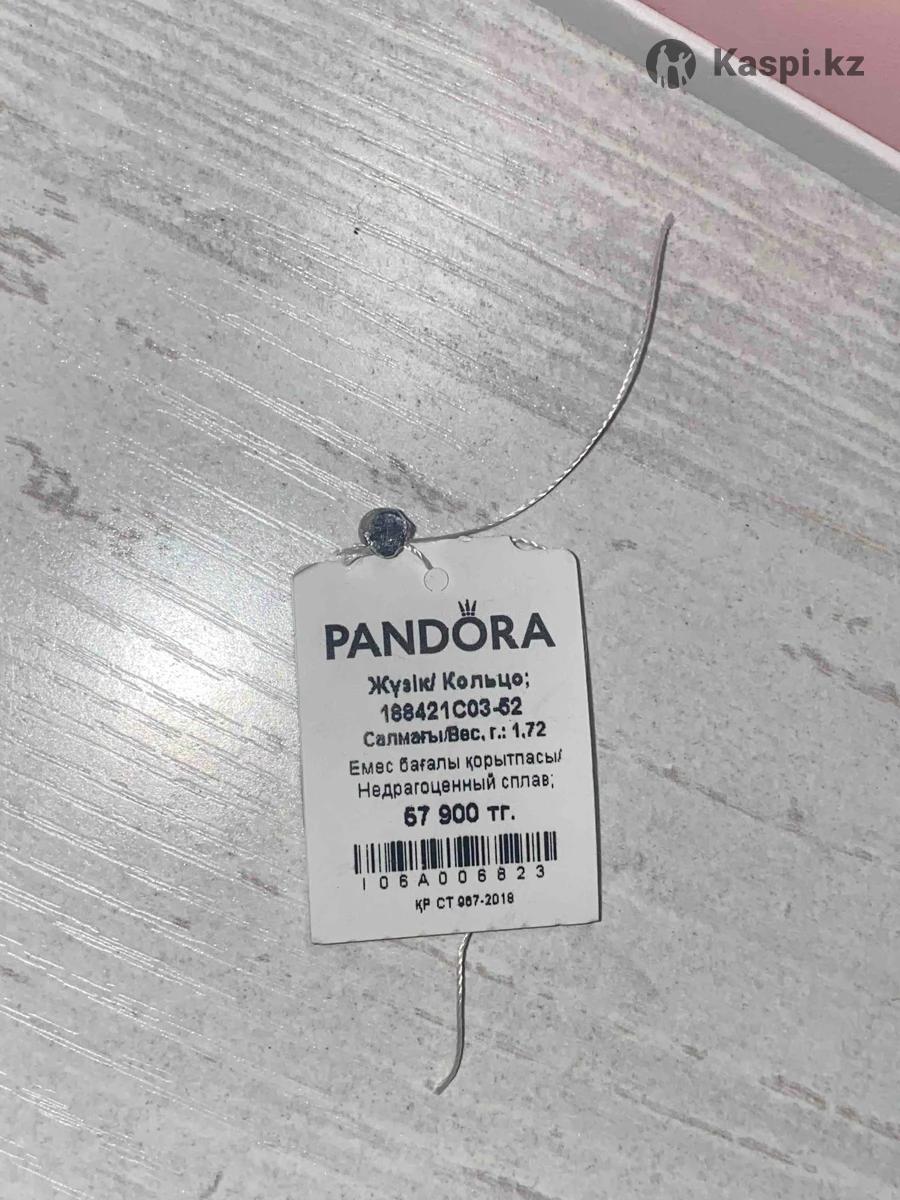 Kaspi.kz
PANDORA
Жүзік/ Кольцо;
188421C03-52
Салмағы/Вес, г.: 1,72
Емес бағалы қорытпасы/
Недрагоценный сплав;
57 900 тг.
I06A006823
ҚР СТ 967-2018